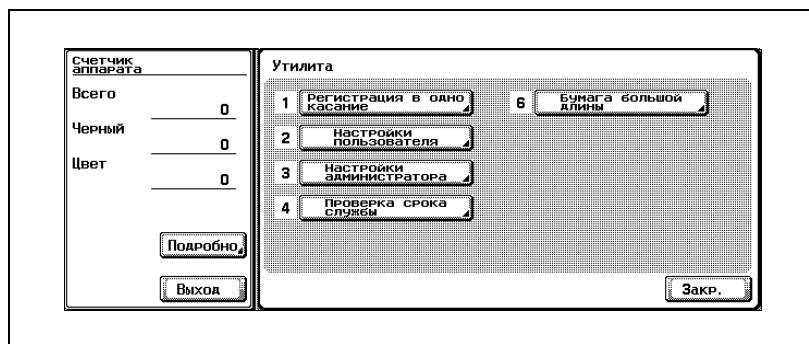 Счетчик
аппарата
Всего
0
Черный
0
Цвет
0
Подробно
Выход
Утилита
1 Регистрация в одно
касание
2 Настройки
пользователя
3 Настройки
администратора
4 Проверка срока
службы
6 Бумага большой
длины
Закр.